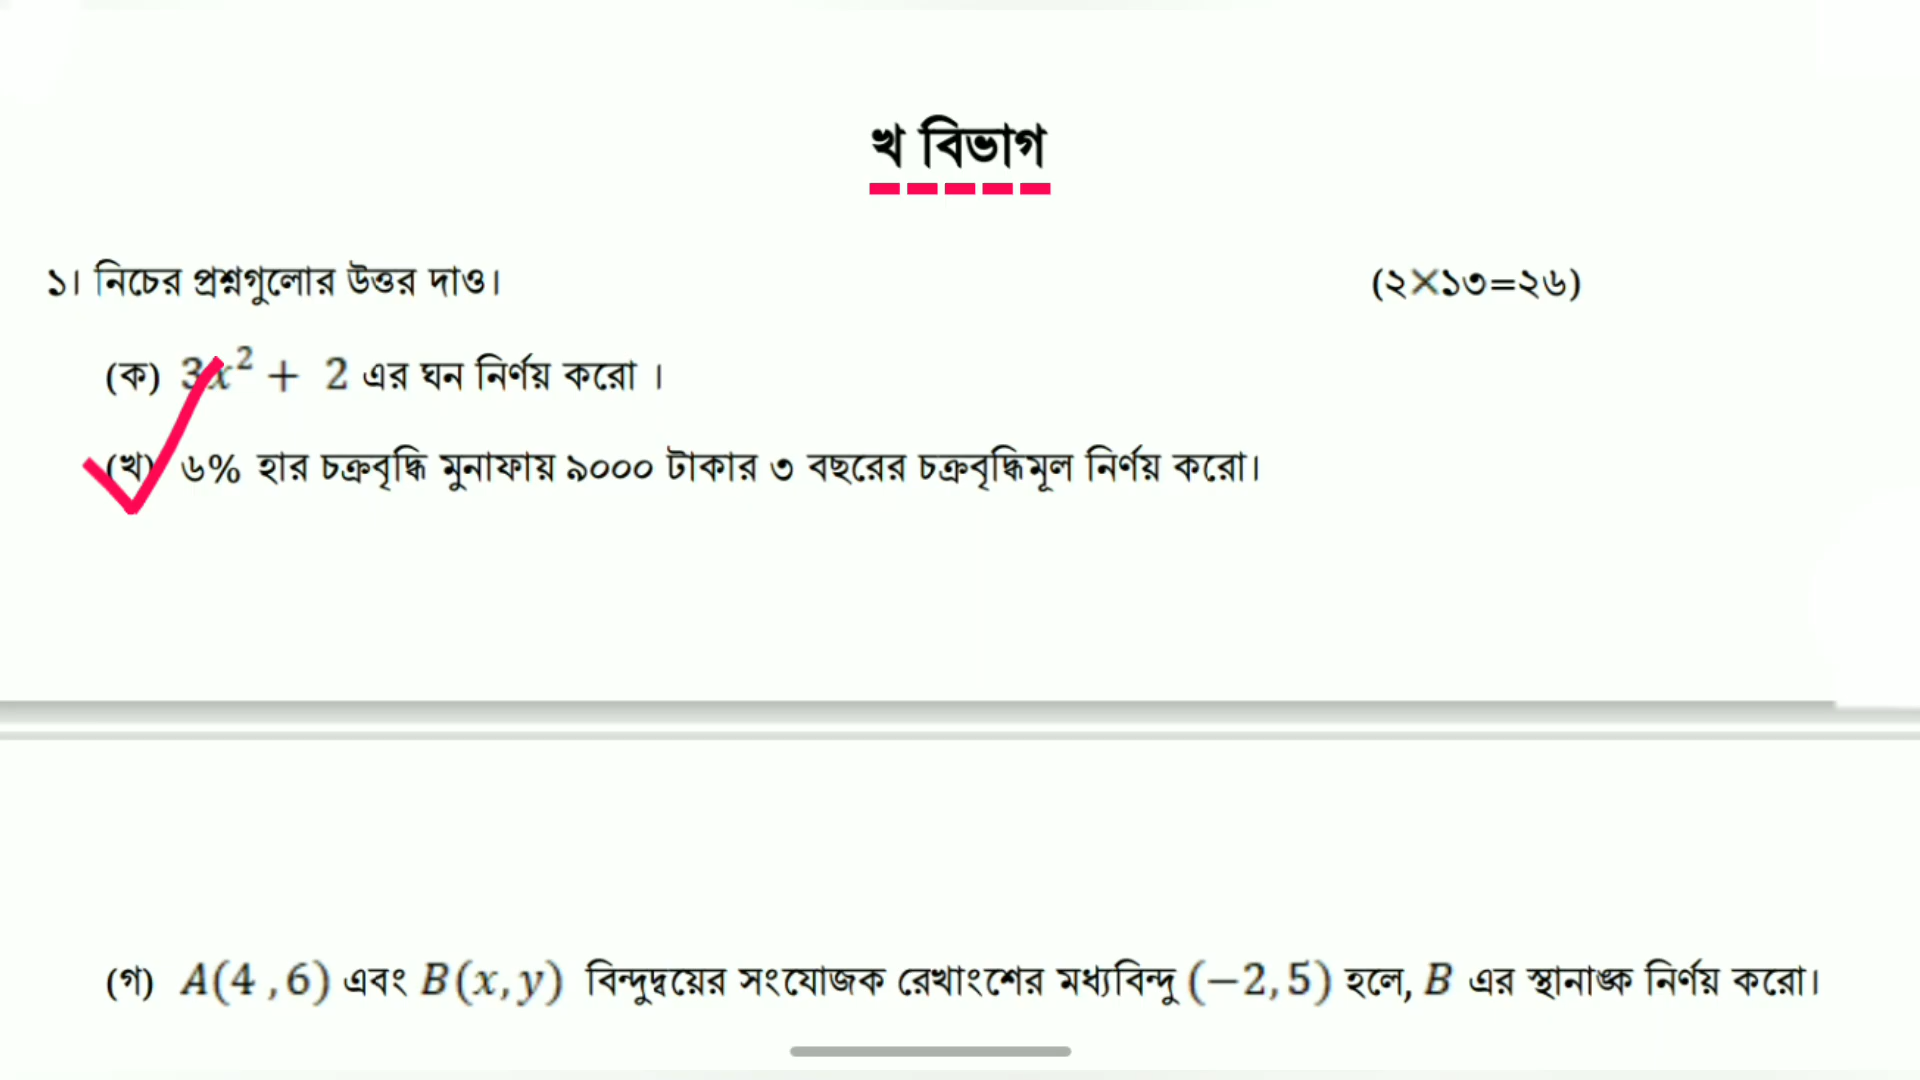 খ বিভাগ
১। নিচের প্রশ্নগুলোর উত্তর দাও। (২×১৩=২৬)
(ক) 3x² + 2 এর ঘন নির্ণয় করো ।
(খ) ৬% হার চক্রবৃদ্ধি মুনাফায় ৯০০০ টাকার ৩ বছরের চক্রবৃদ্ধিমূল নির্ণয় করো।
(গ) A(4 ,6) এবং B(x, y) বিন্দুদ্বয়ের সংযোজক রেখাংশের মধ্যবিন্দু (−2, 5) হলে, B এর স্থানাঙ্ক নির্ণয় করো।